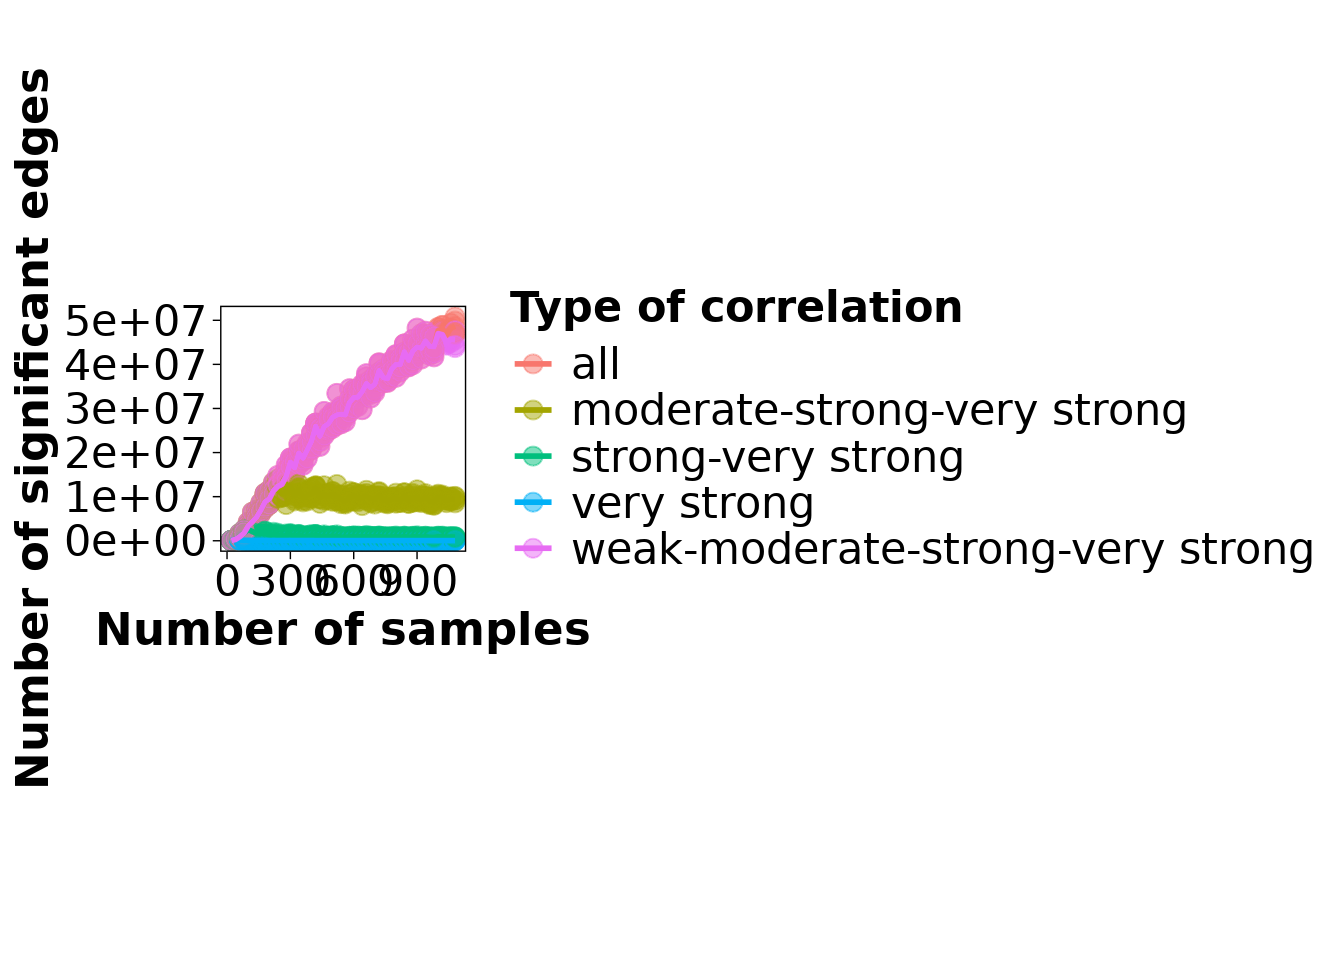 Number of significant edges
5e+07
4e+07
3e+07
2e+07
1e+07
0e+00
0 300 600 900
Number of samples
Type of correlation
all
moderate-strong-very strong
strong-very strong
very strong
weak-moderate-strong-very strong